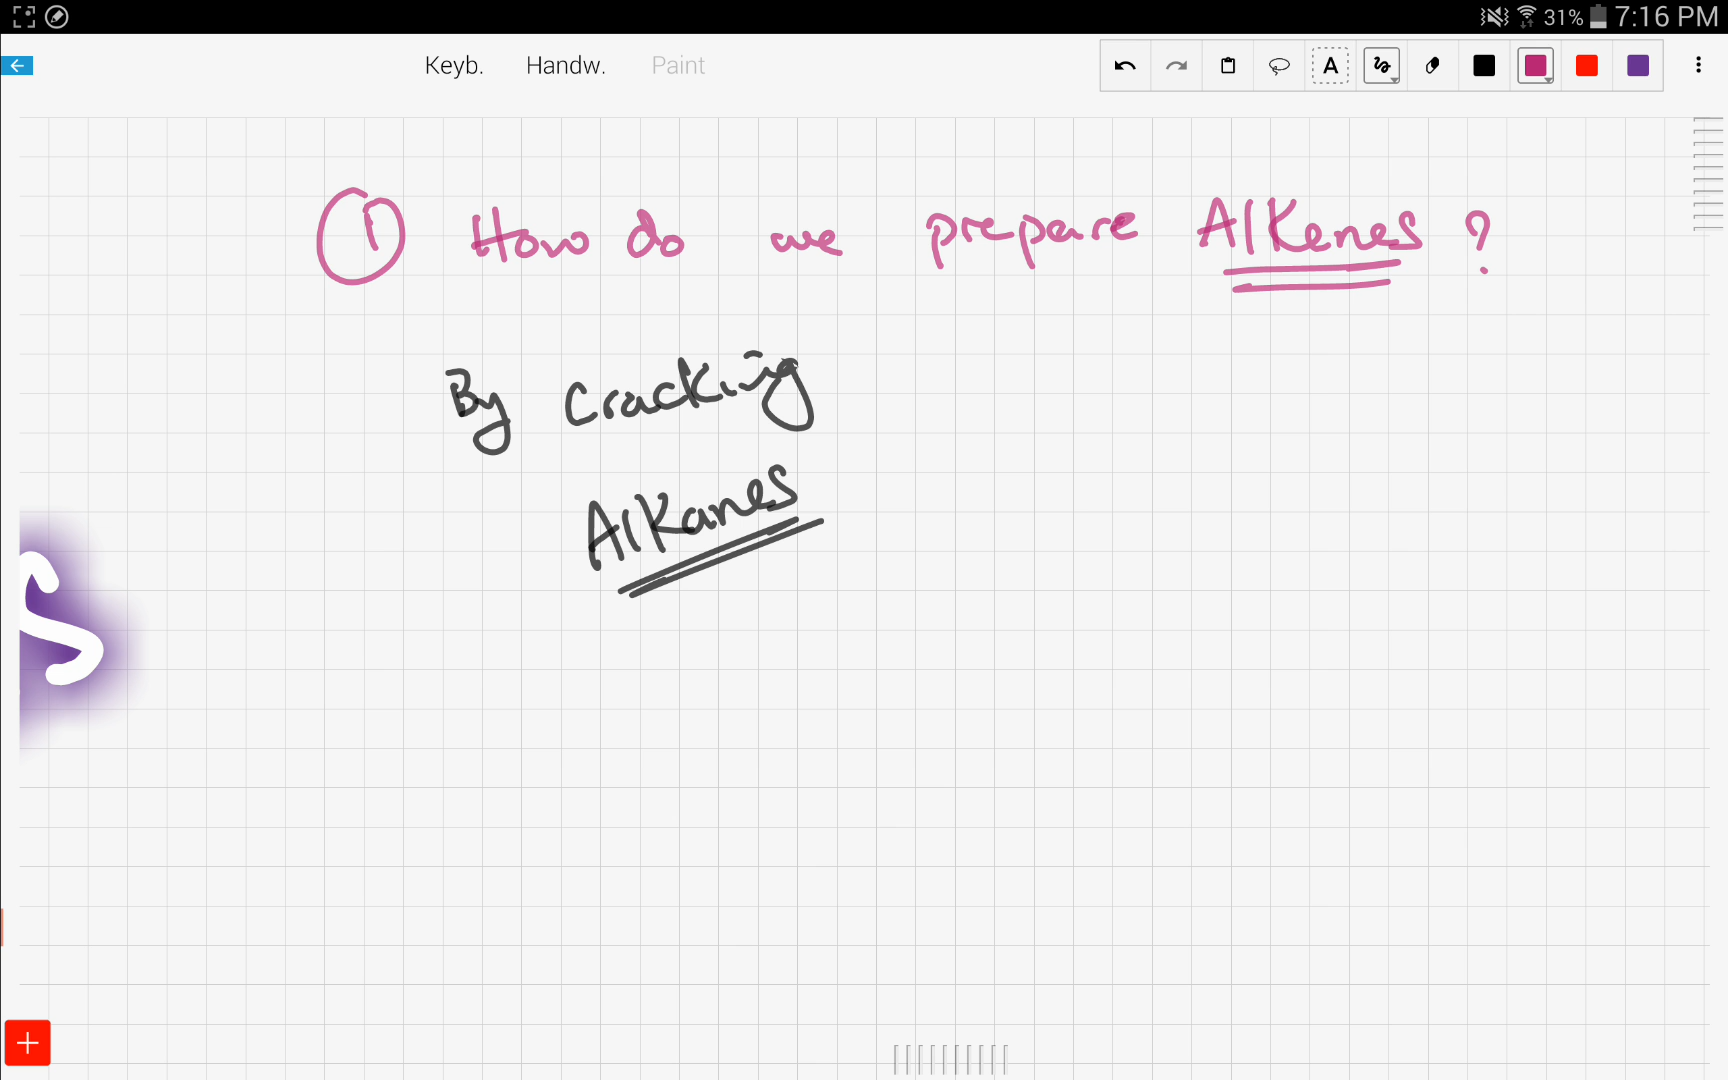 31% 7:16 PM
Keyb. Handw. Paint A
① How do we prepare Alkenes ?
By Cracking
Alkanes
S